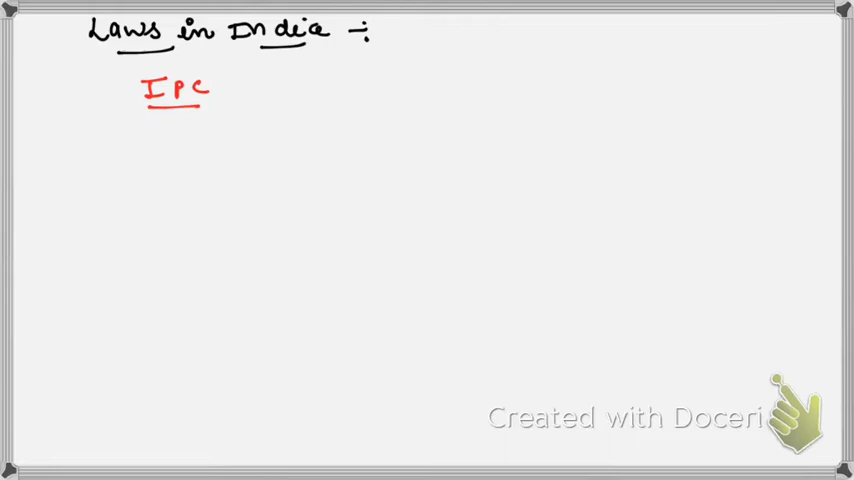 Laws in India ÷
IPC
Created with Doceri